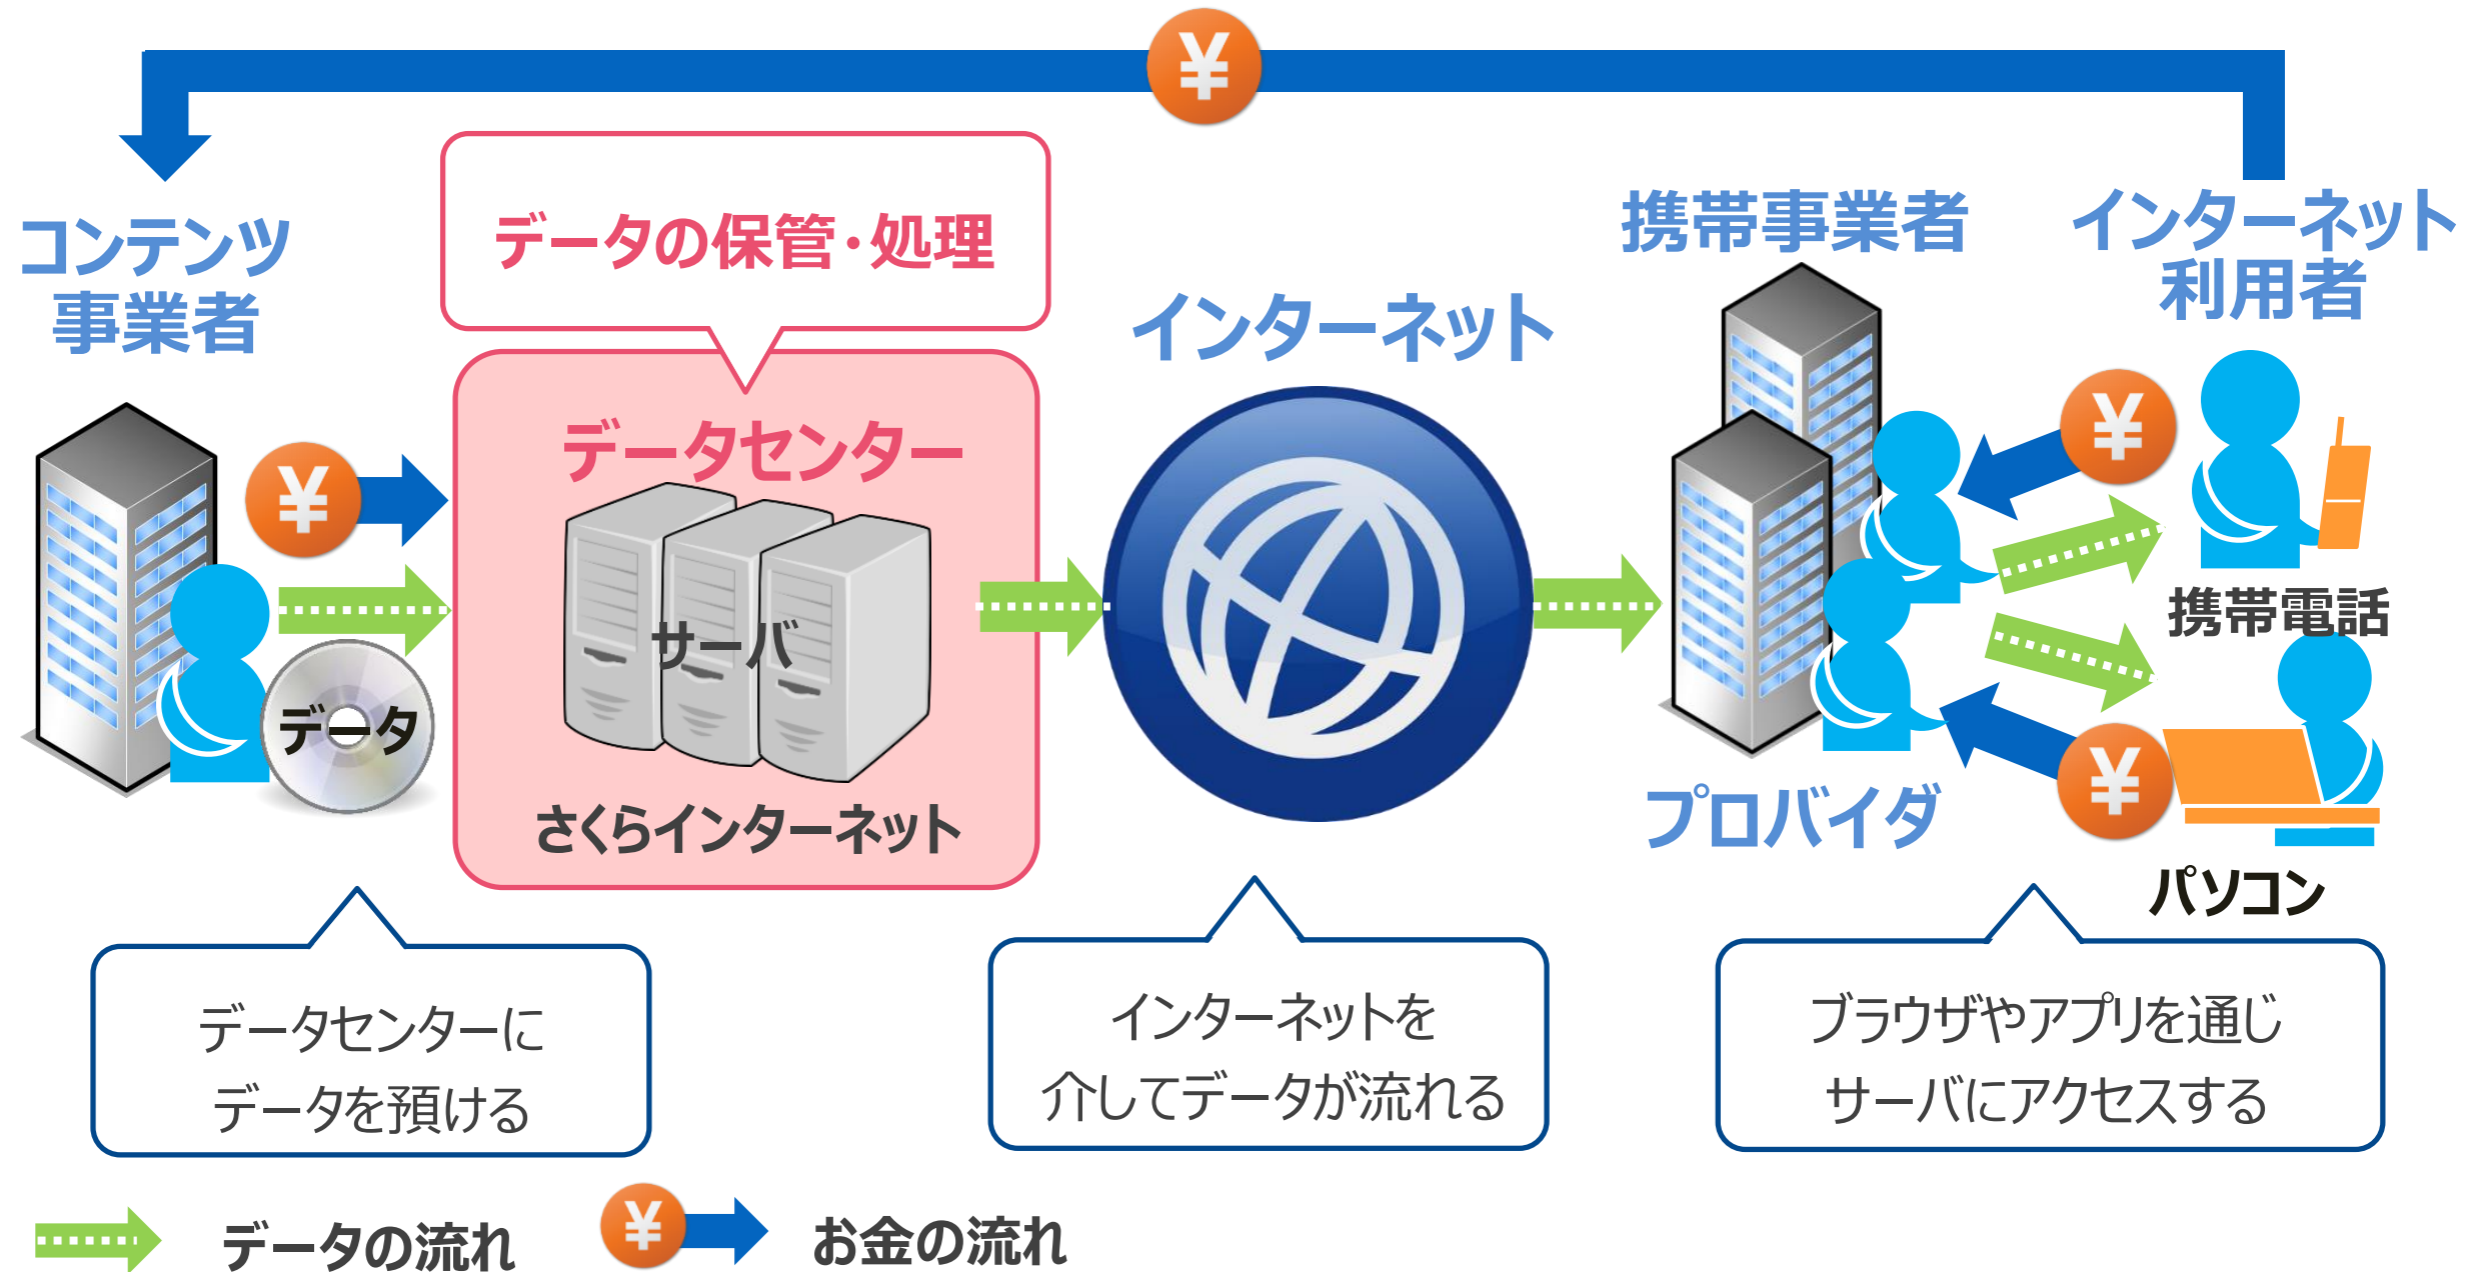 ¥
コンテンツ
事業者
データの保管・処理
インターネット
携帯事業者
インターネット
利用者
¥
データセンター
サーバ
さくらインターネット
データ
¥
携帯電話
¥
プロバイダ
パソコン
データセンターに
データを預ける
インターネットを
介してデータが流れる
ブラウザやアプリを通じ
サーバにアクセスする
データの流れ
¥
お金の流れ